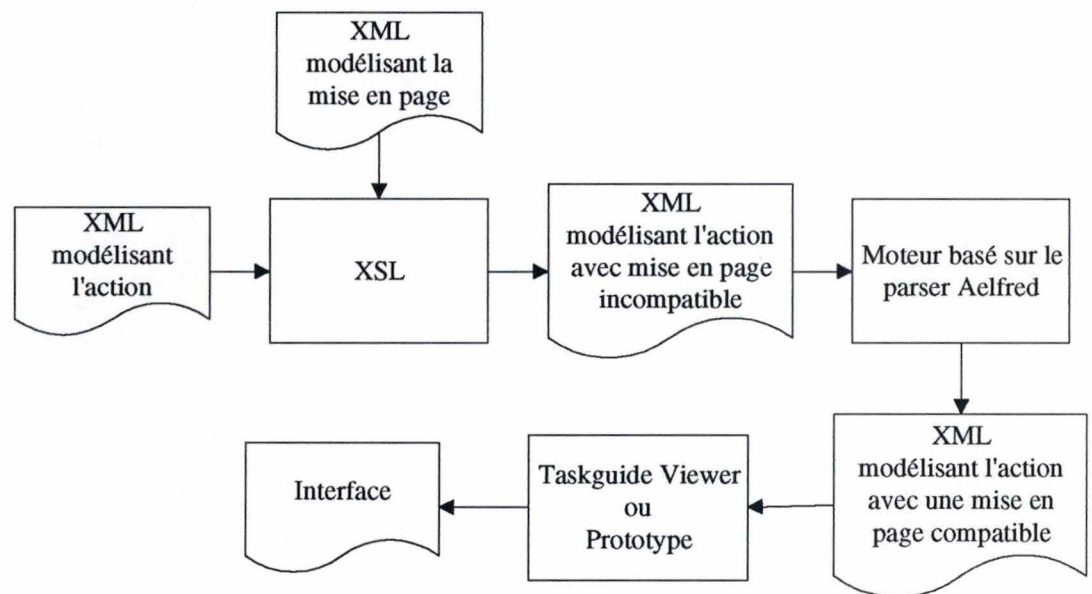 XML
modélisant la
mise en page
XML
modélisant
l'action
XSL
XML
modélisant l'action
avec mise en page
incompatible
Moteur basé sur le
parser Aelfred
XML
modélisant l'action
avec une mise en
page compatible
Taskguide Viewer
ou
Prototype
Interface